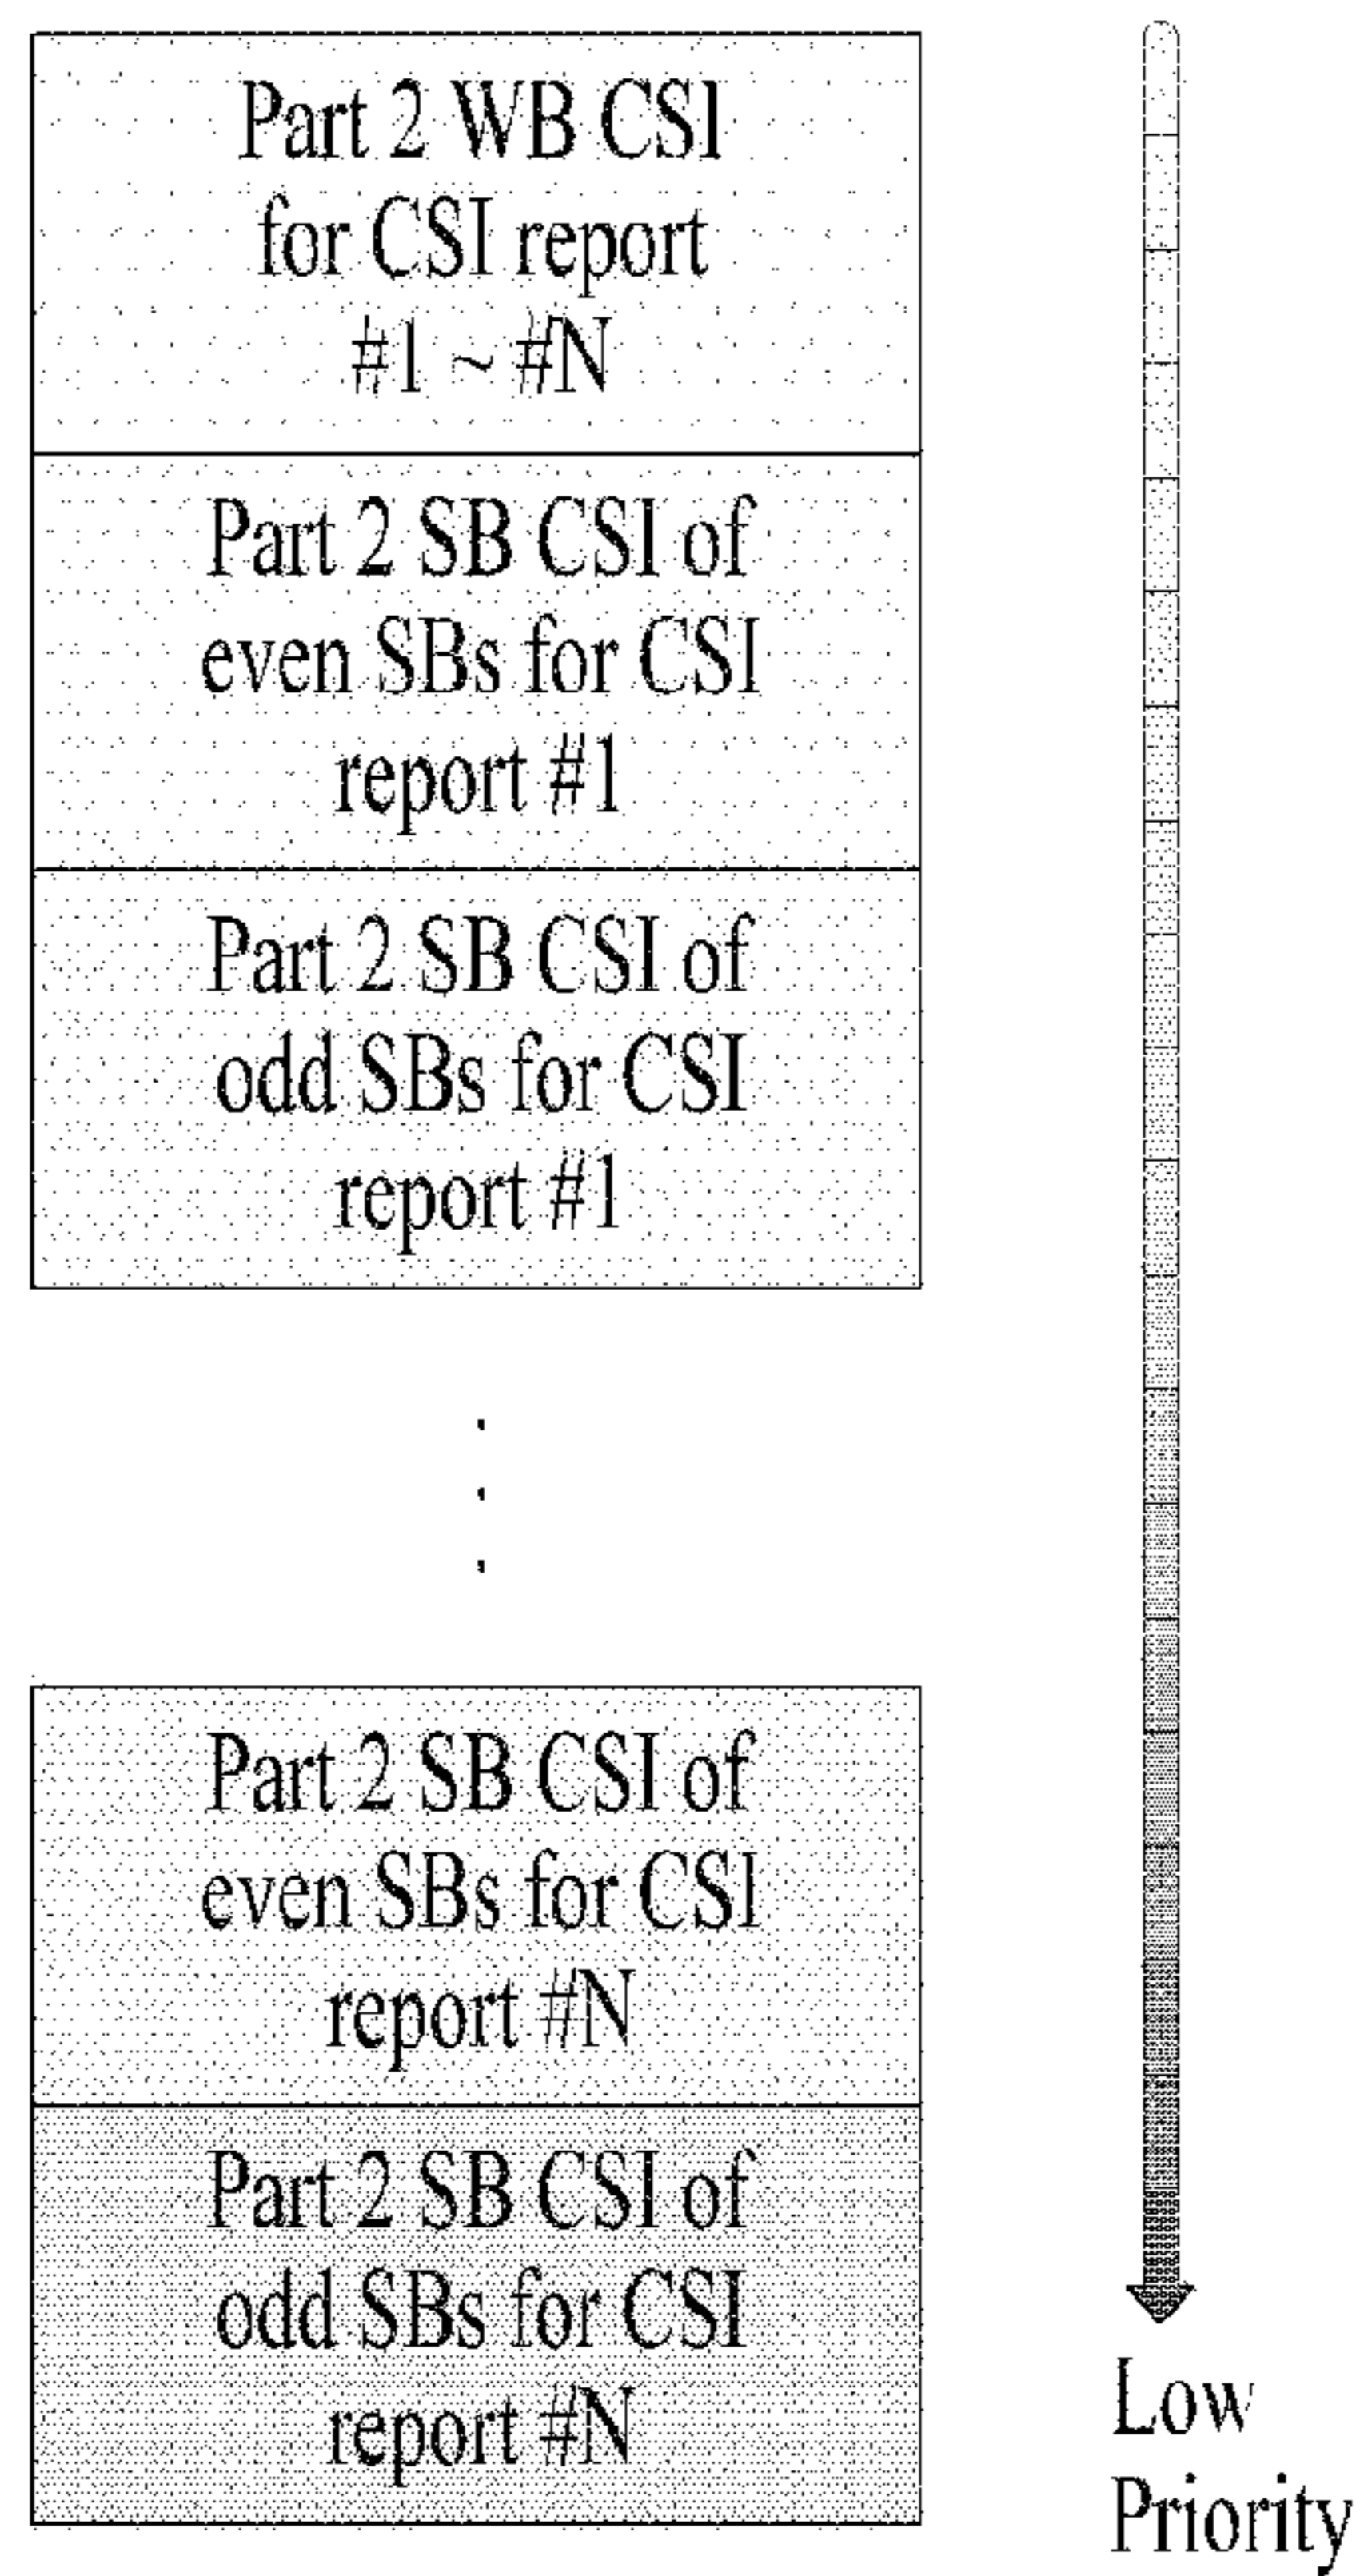 Part 2 WB CSI
for CSI report
#1 ~ #N
Part 2 SB CSI of
even SBs for CSI
report #1
Part 2 SB CSI of
odd SBs for CSI
report #1
Part 2 SB CSI of
even SBs for CSI
report #N
Part 2 SB CSI of
odd SBs for CSI
report #N
Low
Priority